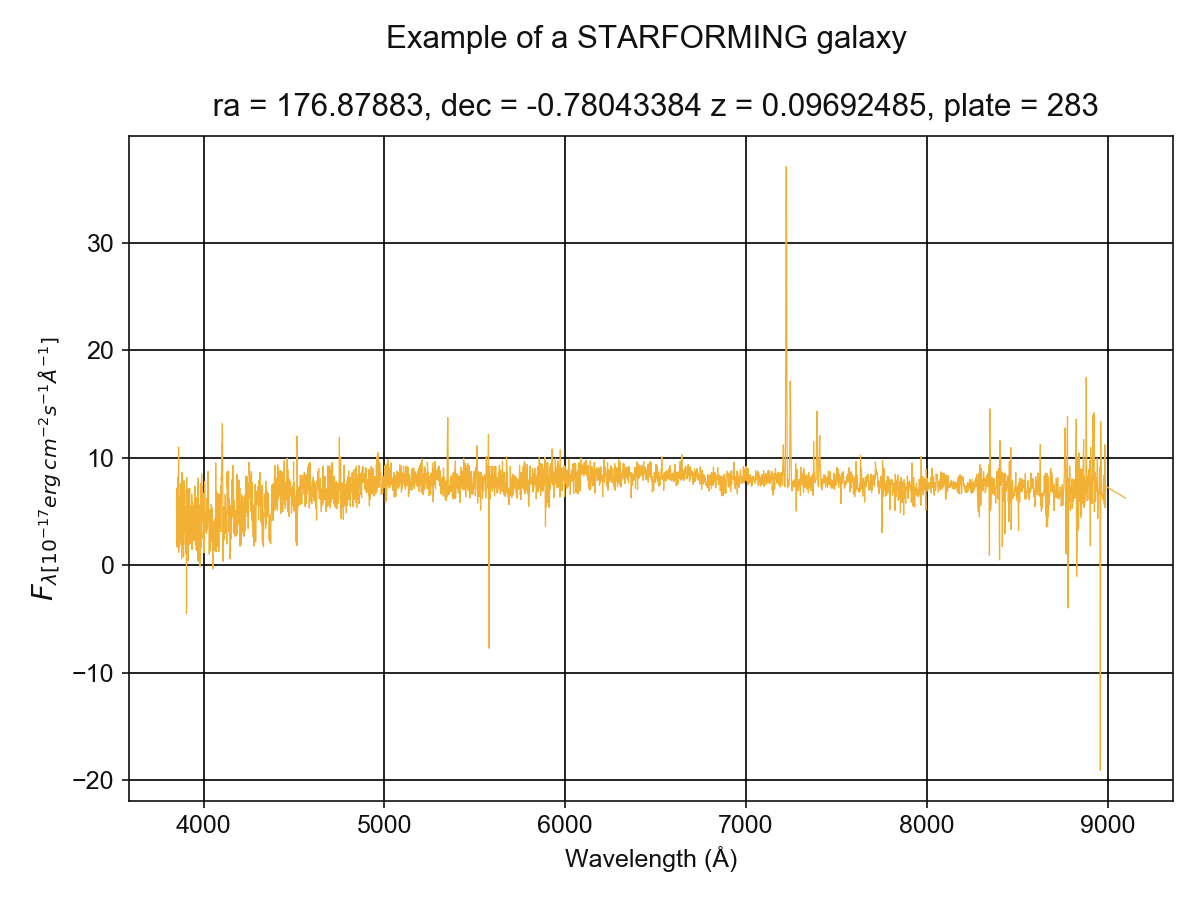 Example of a STARFORMING galaxy
ra = 176.87883, dec = -0.78043384 z = 0.09692485, plate = 283
30
20
10
0
−10
−20
F_{λ[10^{−17}erg cm^{−2}s^{−1}Å^{−1}]}
4000 5000 6000 7000 8000 9000
Wavelength (Å)